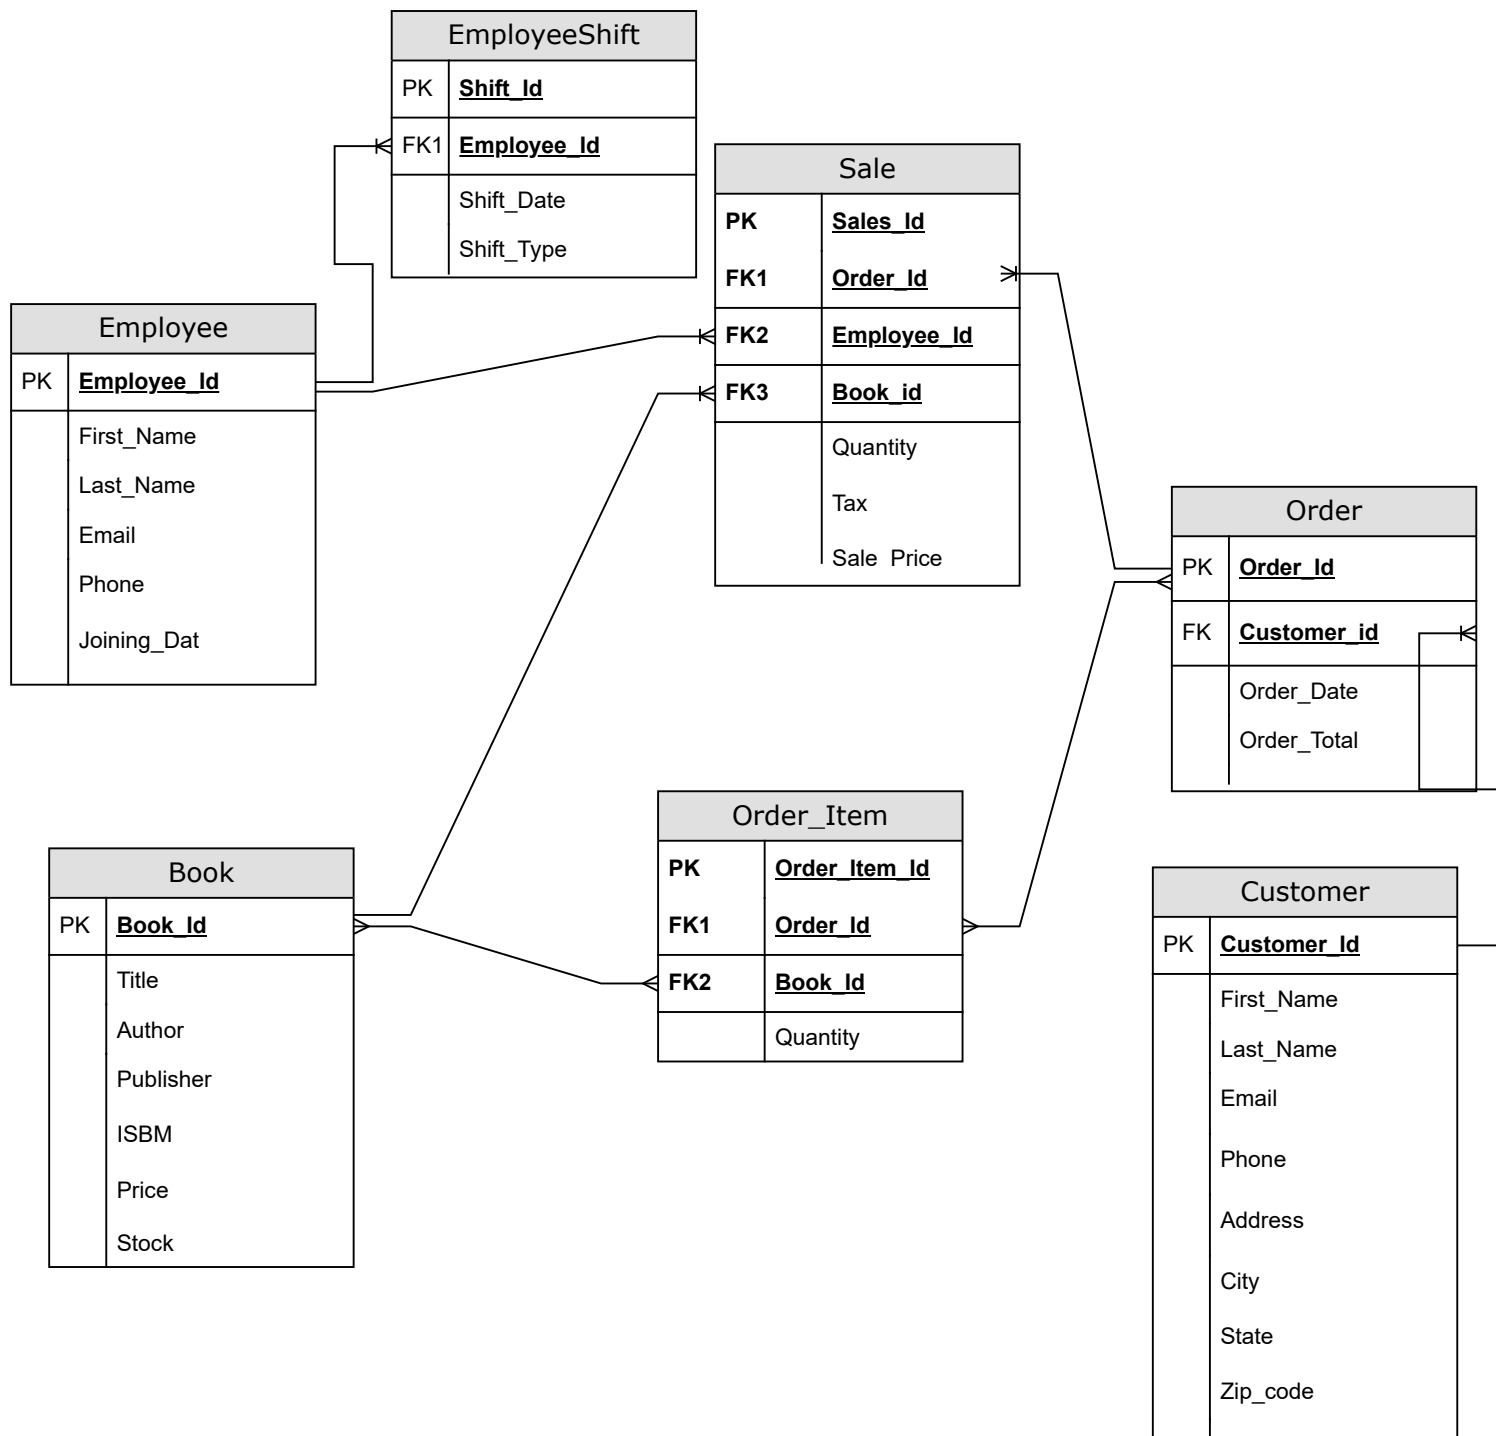 EmployeeShift
PK Shift_Id
FK1 Employee_Id
Shift_Date
Shift_Type
Sale
PK Sales_Id
FK1 Order_Id
FK2 Employee_Id
FK3 Book_id
Quantity
Tax
Sale Price
Employee
PK Employee_Id
First_Name
Last_Name
Email
Phone
Joining_Dat
Order
PK Order_Id
FK Customer_id
Order_Date
Order_Total
Order_Item
PK Order_Item_Id
FK1 Order_Id
FK2 Book_Id
Quantity
Book
PK Book_Id
Title
Author
Publisher
ISBM
Price
Stock
Customer
PK Customer_Id
First_Name
Last_Name
Email
Phone
Address
City
State
Zip_code